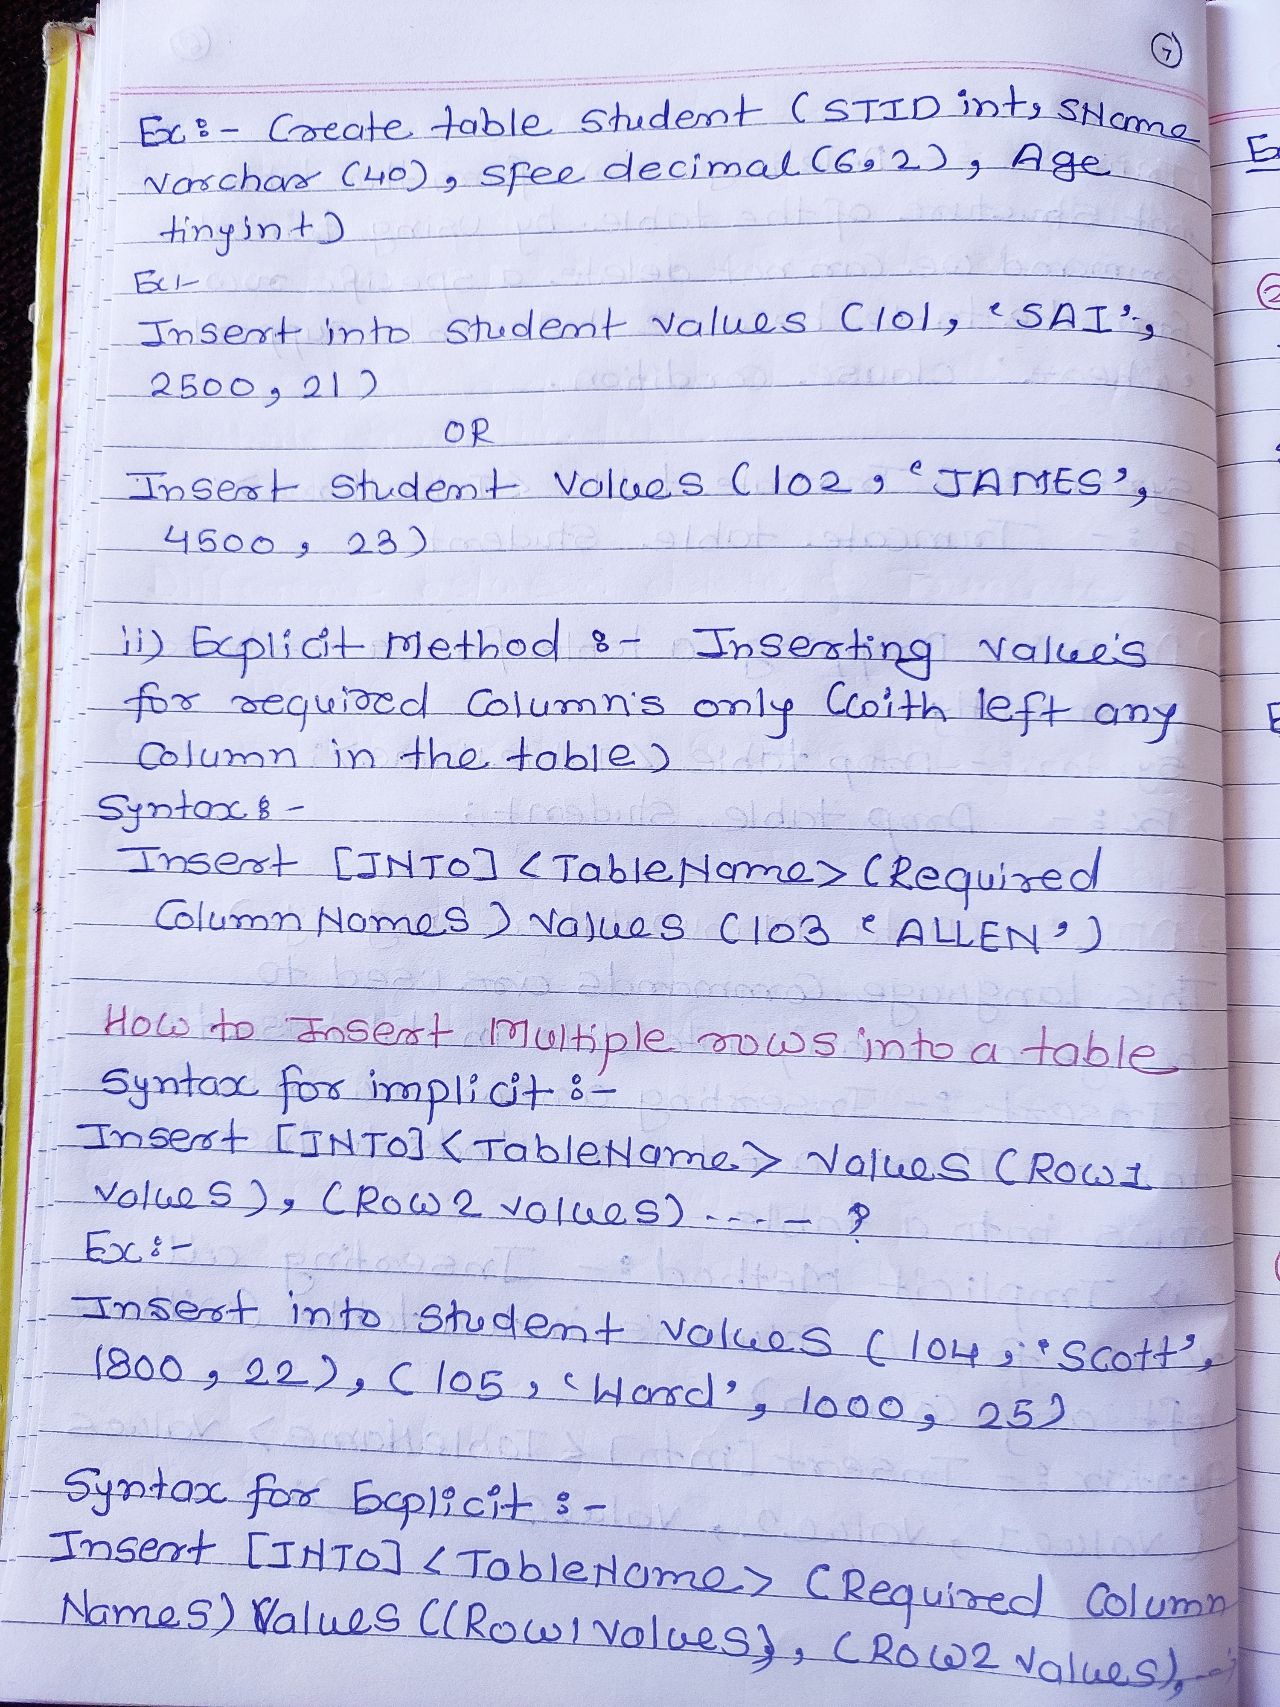 7
Ex:- Create table student (STID int, SName
varchar (40), sfee decimal (6,2), Age
tinyint)
Ex:-
Insert into student values (101, 'SAI',
2500, 21)
OR
Insert student values (102, 'JAMES',
4500, 23)
ii) Explicit Method :- Inserting value's
for required column's only (with left any
column in the table)
Syntax :-
Insert [INTO] <TableName> (Required
Column Names) values (103 'ALLEN')
How to Insert Multiple rows into a table
Syntax for implicit :-
Insert [INTO] <TableName> values (Row1
values), (Row2 values) ----- ;
Ex:-
Insert into student values (104, 'Scott',
1800, 22), (105, 'Ward', 1000, 25)
Syntax for Explicit :-
Insert [INTO] <TableName> (Required Column
Names) Values ((Row1 values), (Row2 values),